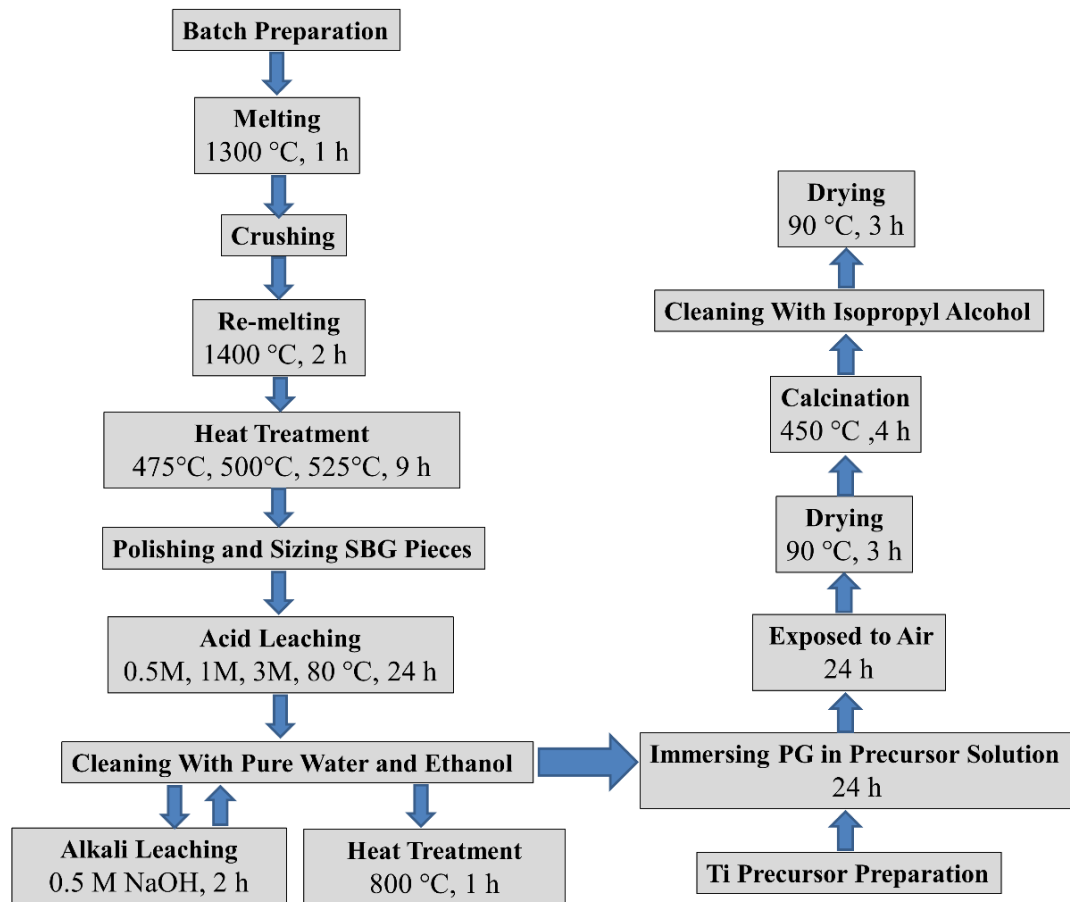 Batch Preparation
Melting
1300 °C, 1 h
Crushing
Re-melting
1400 °C, 2 h
Heat Treatment
475°C, 500°C, 525°C, 9 h
Polishing and Sizing SBG Pieces
Acid Leaching
0.5M, 1M, 3M, 80 °C, 24 h
Cleaning With Pure Water and Ethanol
Alkali Leaching
0.5 M NaOH, 2 h
Heat Treatment
800 °C, 1 h
Drying
90 °C, 3 h
Cleaning With Isopropyl Alcohol
Calcination
450 °C ,4 h
Drying
90 °C, 3 h
Exposed to Air
24 h
Immersing PG in Precursor Solution
24 h
Ti Precursor Preparation